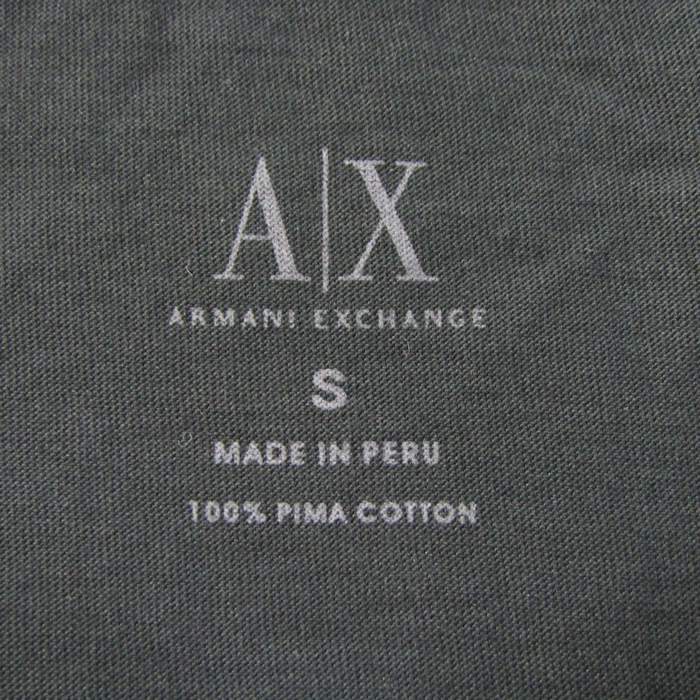 A|X
ARMANI EXCHANGE
S
MADE IN PERU
100% PIMA COTTON